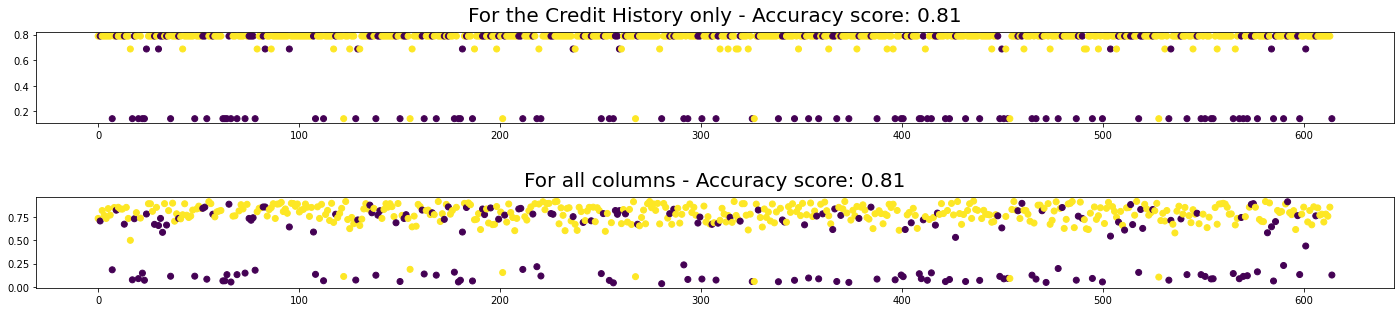 For the Credit History only - Accuracy score: 0.81
0.8
0.6
0.4
0.2
0 100 200 300 400 500 600
For all columns - Accuracy score: 0.81
0.75
0.50
0.25
0.00
0 100 200 300 400 500 600